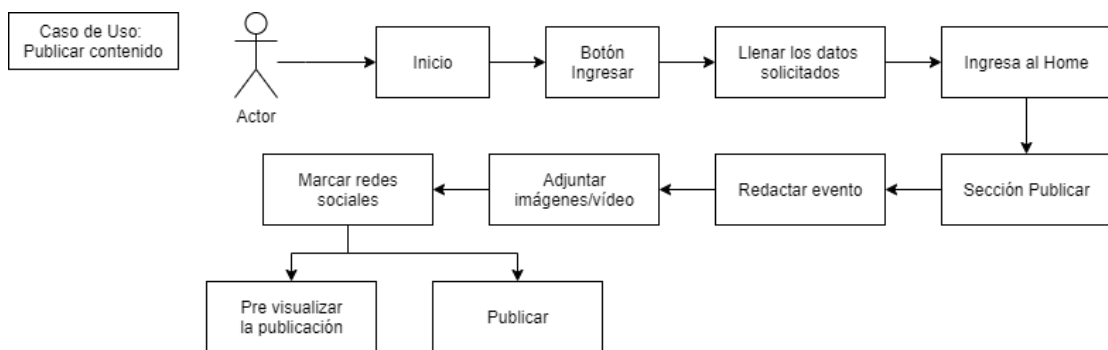 Caso de Uso:
Publicar contenido
Actor
Inicio
Botón
Ingresar
Llenar los datos
solicitados
Ingresa al Home
Sección Publicar
Redactar evento
Adjuntar
imágenes/vídeo
Marcar redes
sociales
Pre visualizar
la publicación
Publicar